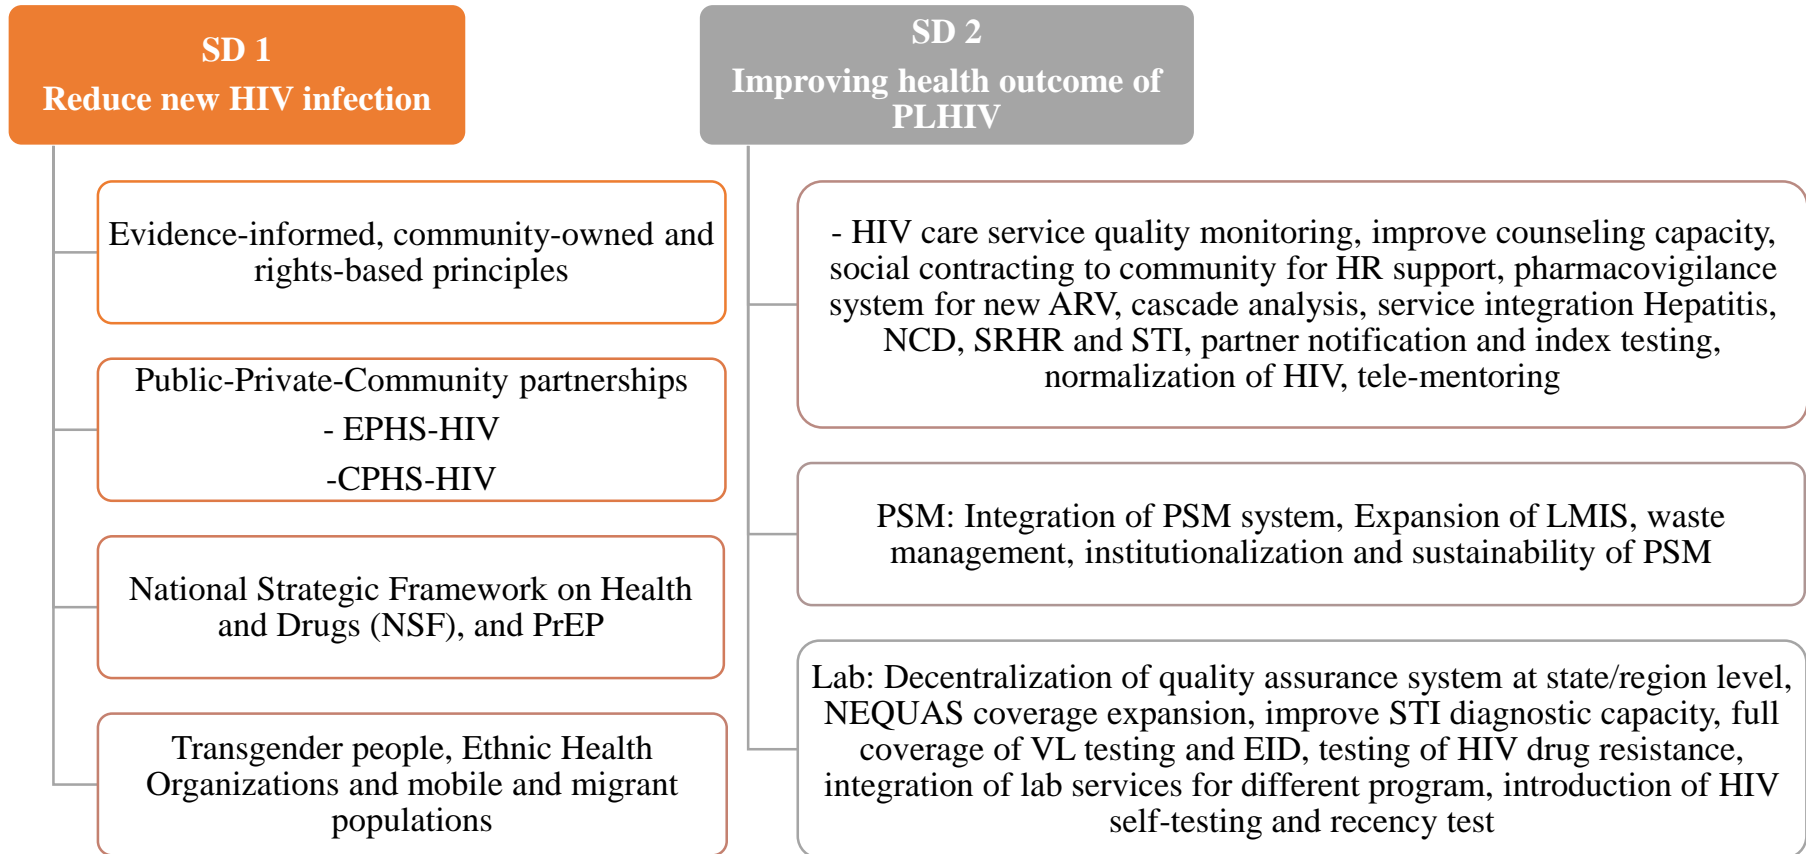 SD 1
Reduce new HIV infection
Evidence-informed, community-owned and
rights-based principles
Public-Private-Community partnerships
- EPHS-HIV
-CPHS-HIV
National Strategic Framework on Health
and Drugs (NSF), and PrEP
Transgender people, Ethnic Health
Organizations and mobile and migrant
populations
SD 2
Improving health outcome of
PLHIV
- HIV care service quality monitoring, improve counseling capacity,
social contracting to community for HR support, pharmacovigilance
system for new ARV, cascade analysis, service integration Hepatitis,
NCD, SRHR and STI, partner notification and index testing,
normalization of HIV, tele-mentoring
PSM: Integration of PSM system, Expansion of LMIS, waste
management, institutionalization and sustainability of PSM
Lab: Decentralization of quality assurance system at state/region level,
NEQUAS coverage expansion, improve STI diagnostic capacity, full
coverage of VL testing and EID, testing of HIV drug resistance,
integration of lab services for different program, introduction of HIV
self-testing and recency test